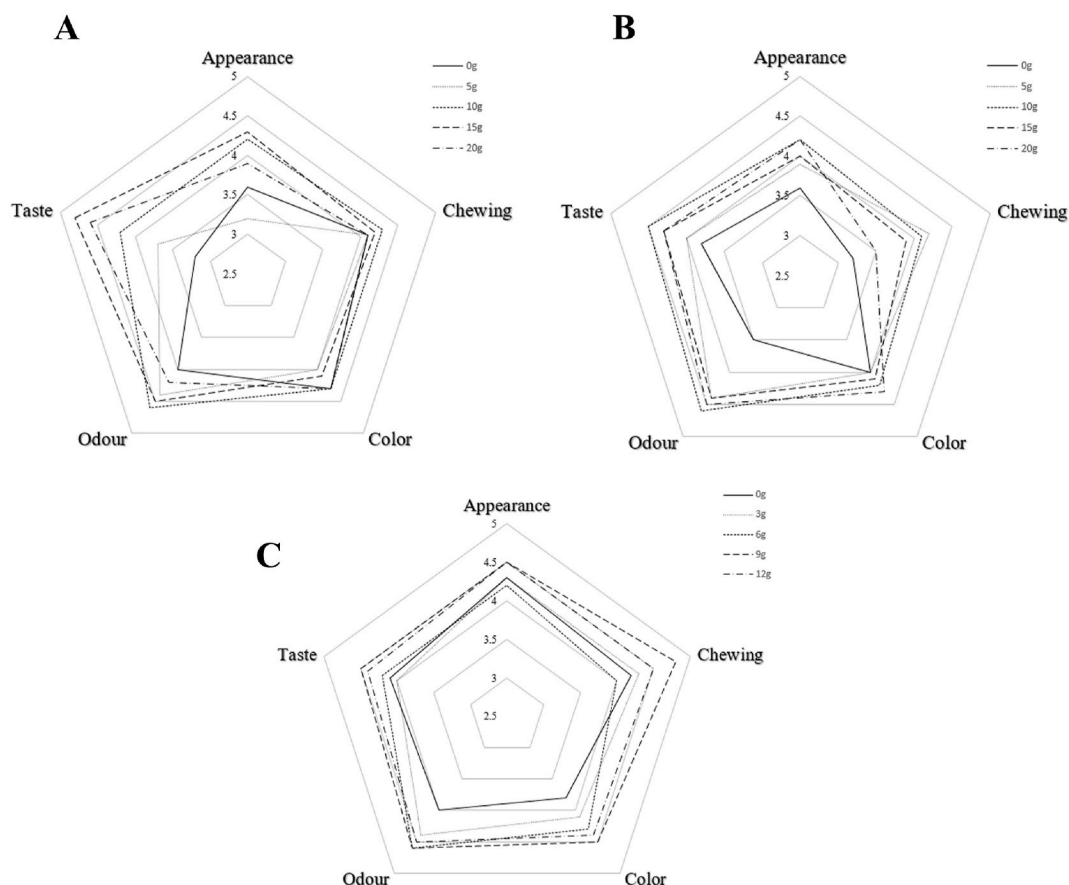 A
Appearance
5
4.5
4
3.5
3
2.5
Taste
Chewing
Odour
Color
0g
5g
10g
15g
20g
B
Appearance
5
4.5
4
3.5
3
2.5
Taste
Chewing
Odour
Color
0g
5g
10g
15g
20g
C
Appearance
5
4.5
4
3.5
3
2.5
Taste
Chewing
Odour
Color
0g
3g
6g
9g
12g